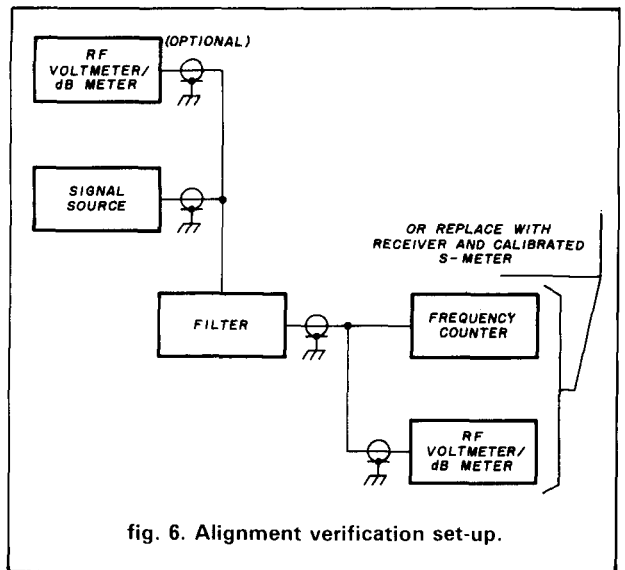 (OPTIONAL)
RF
VOLTMETER/
dB METER
SIGNAL
SOURCE
OR REPLACE WITH
RECEIVER AND CALIBRATED
S-METER
FILTER
FREQUENCY
COUNTER
RF
VOLTMETER/
dB METER
fig. 6. Alignment verification set-up.